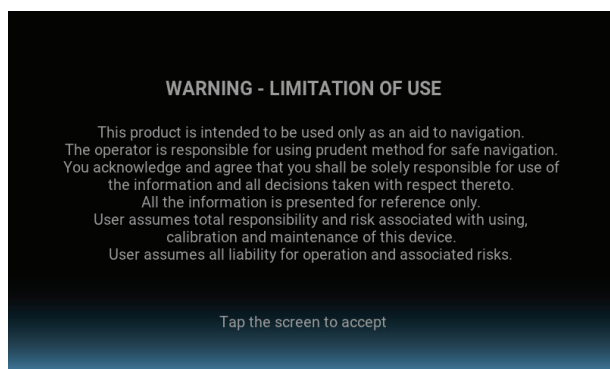 WARNING - LIMITATION OF USE
This product is intended to be used only as an aid to navigation.
The operator is responsible for using prudent method for safe navigation.
You acknowledge and agree that you shall be solely responsible for use of
the information and all decisions taken with respect thereto.
All the information is presented for reference only.
User assumes total responsibility and risk associated with using,
calibration and maintenance of this device.
User assumes all liability for operation and associated risks.
Tap the screen to accept